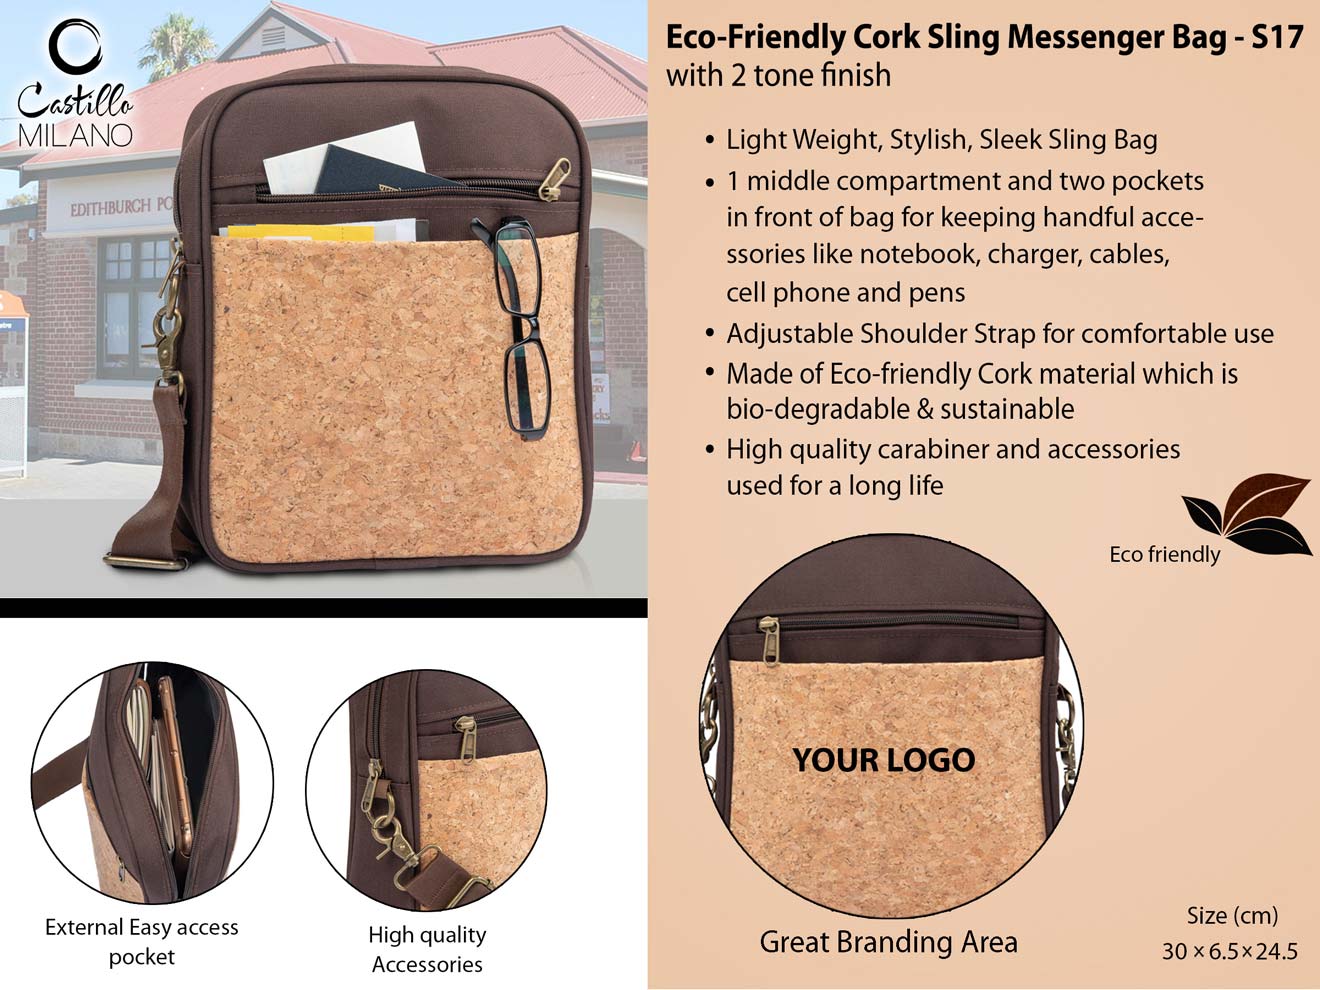 Castillo
MILANO
EDITHBURGH PO
Eco-Friendly Cork Sling Messenger Bag - S17
with 2 tone finish
• Light Weight, Stylish, Sleek Sling Bag
• 1 middle compartment and two pockets
in front of bag for keeping handful acce-
ssories like notebook, charger, cables,
cell phone and pens
• Adjustable Shoulder Strap for comfortable use
• Made of Eco-friendly Cork material which is
bio-degradable & sustainable
• High quality carabiner and accessories
used for a long life
Eco friendly
YOUR LOGO
Great Branding Area
Size (cm)
30 × 6.5×24.5
External Easy access
pocket
High quality
Accessories